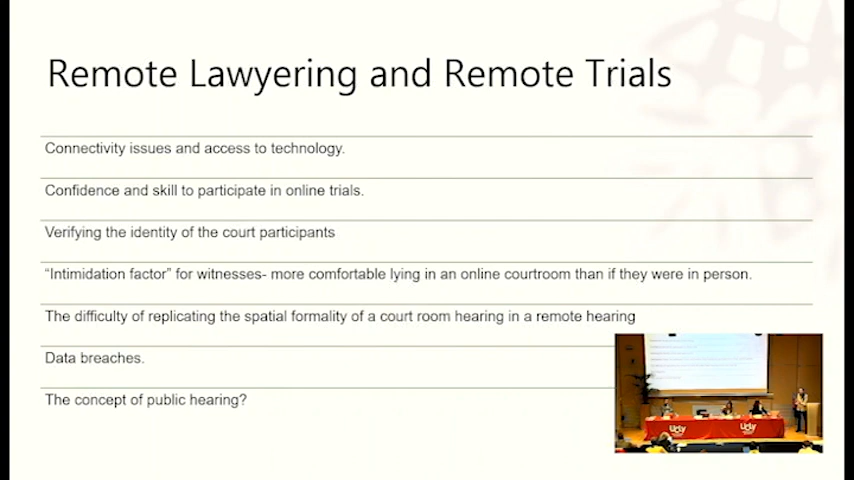 Remote Lawyering and Remote Trials
Connectivity issues and access to technology.
Confidence and skill to participate in online trials.
Verifying the identity of the court participants
“Intimidation factor” for witnesses- more comfortable lying in an online courtroom than if they were in person.
The difficulty of replicating the spatial formality of a court room hearing in a remote hearing
Data breaches.
The concept of public hearing?